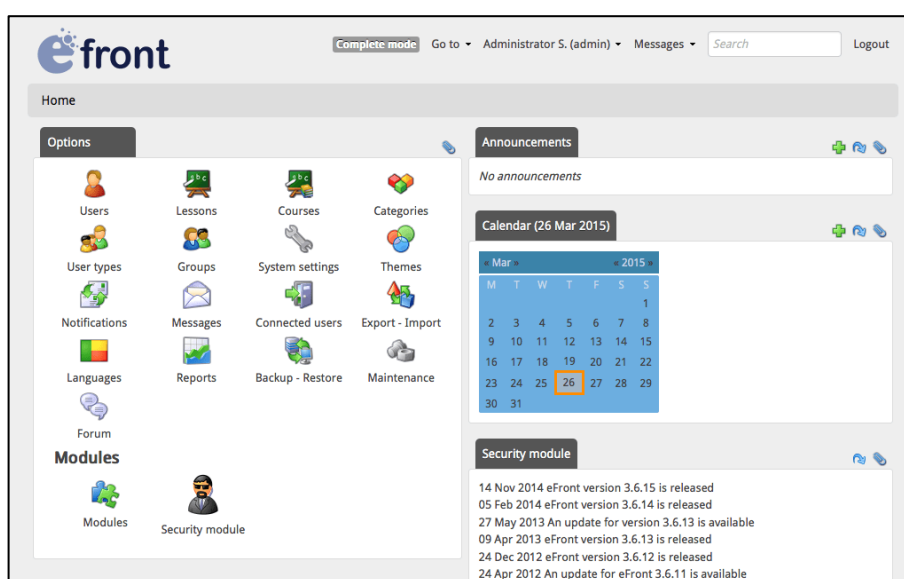 efront
Complete mode Go to Administrator S. (admin) Messages Search Logout
Home
Options
Users Lessons Courses Categories
User types Groups System settings Themes
Notifications Messages Connected users Export - Import
Languages Reports Backup - Restore Maintenance
Forum
Modules
Modules Security module
Announcements
No announcements
Calendar (26 Mar 2015)
« Mar » « 2015 »
M T W T F S S
1
2 3 4 5 6 7 8
9 10 11 12 13 14 15
16 17 18 19 20 21 22
23 24 25 26 27 28 29
30 31
Security module
14 Nov 2014 eFront version 3.6.15 is released
05 Feb 2014 eFront version 3.6.14 is released
27 May 2013 An update for version 3.6.13 is available
09 Apr 2013 eFront version 3.6.13 is released
24 Dec 2012 eFront version 3.6.12 is released
24 Apr 2012 An update for eFront 3.6.11 is available